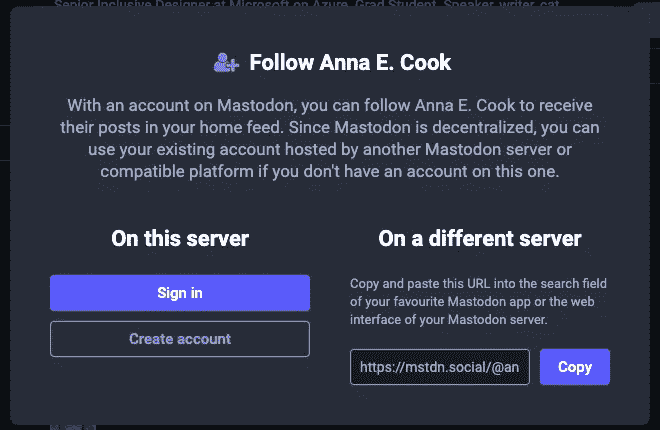 Senior Inclusive Designer at Microsoft on Azure. Grad Student. Speaker, writer, cat
Follow Anna E. Cook
With an account on Mastodon, you can follow Anna E. Cook to receive
their posts in your home feed. Since Mastodon is decentralized, you can
use your existing account hosted by another Mastodon server or
compatible platform if you don't have an account on this one.
On this server
Sign in
Create account
On a different server
Copy and paste this URL into the search field
of your favourite Mastodon app or the web
interface of your Mastodon server.
https://mstdn.social/@an
Copy